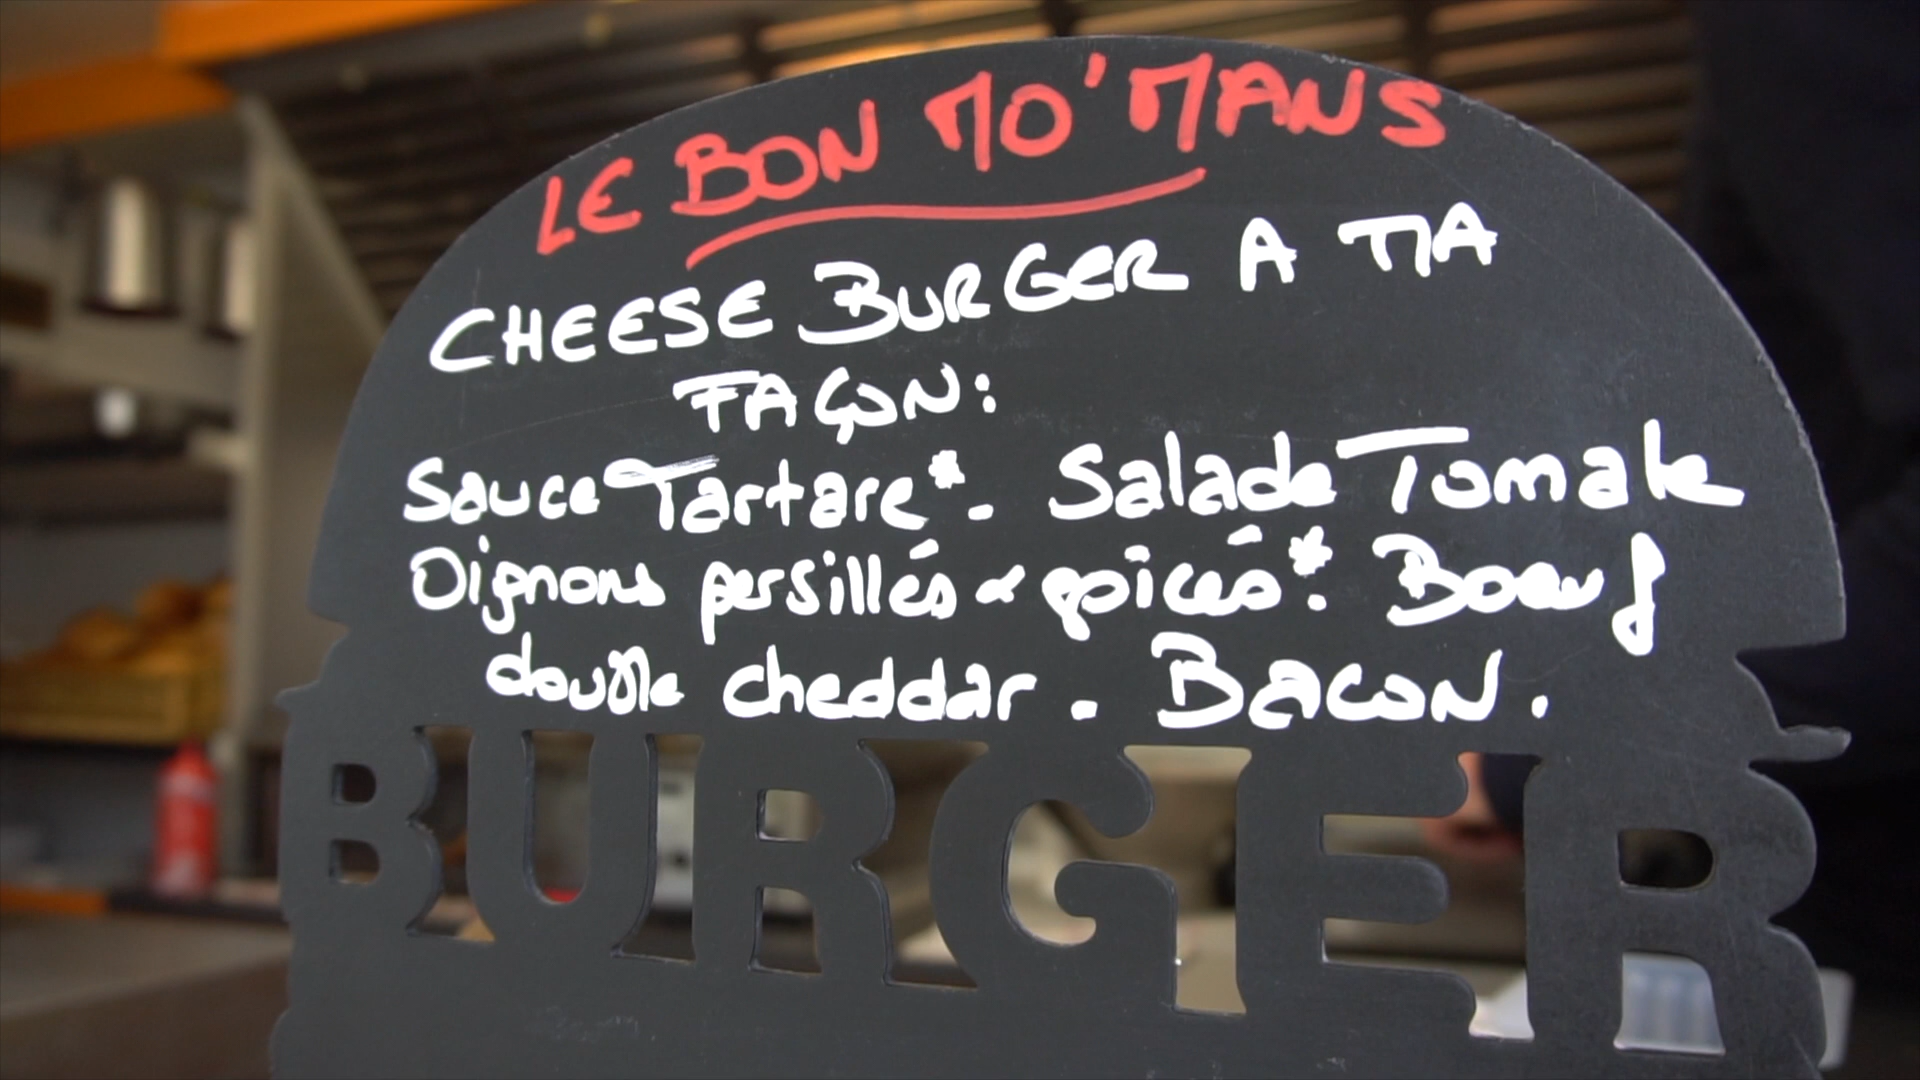 LE BON MO'MANS
CHEESE BURGER A MA
FAÇON:
Sauce Tartare*. Salade Tomate
Oignons persillés & épicés*. Boeuf
double cheddar. BACON.
BURGER